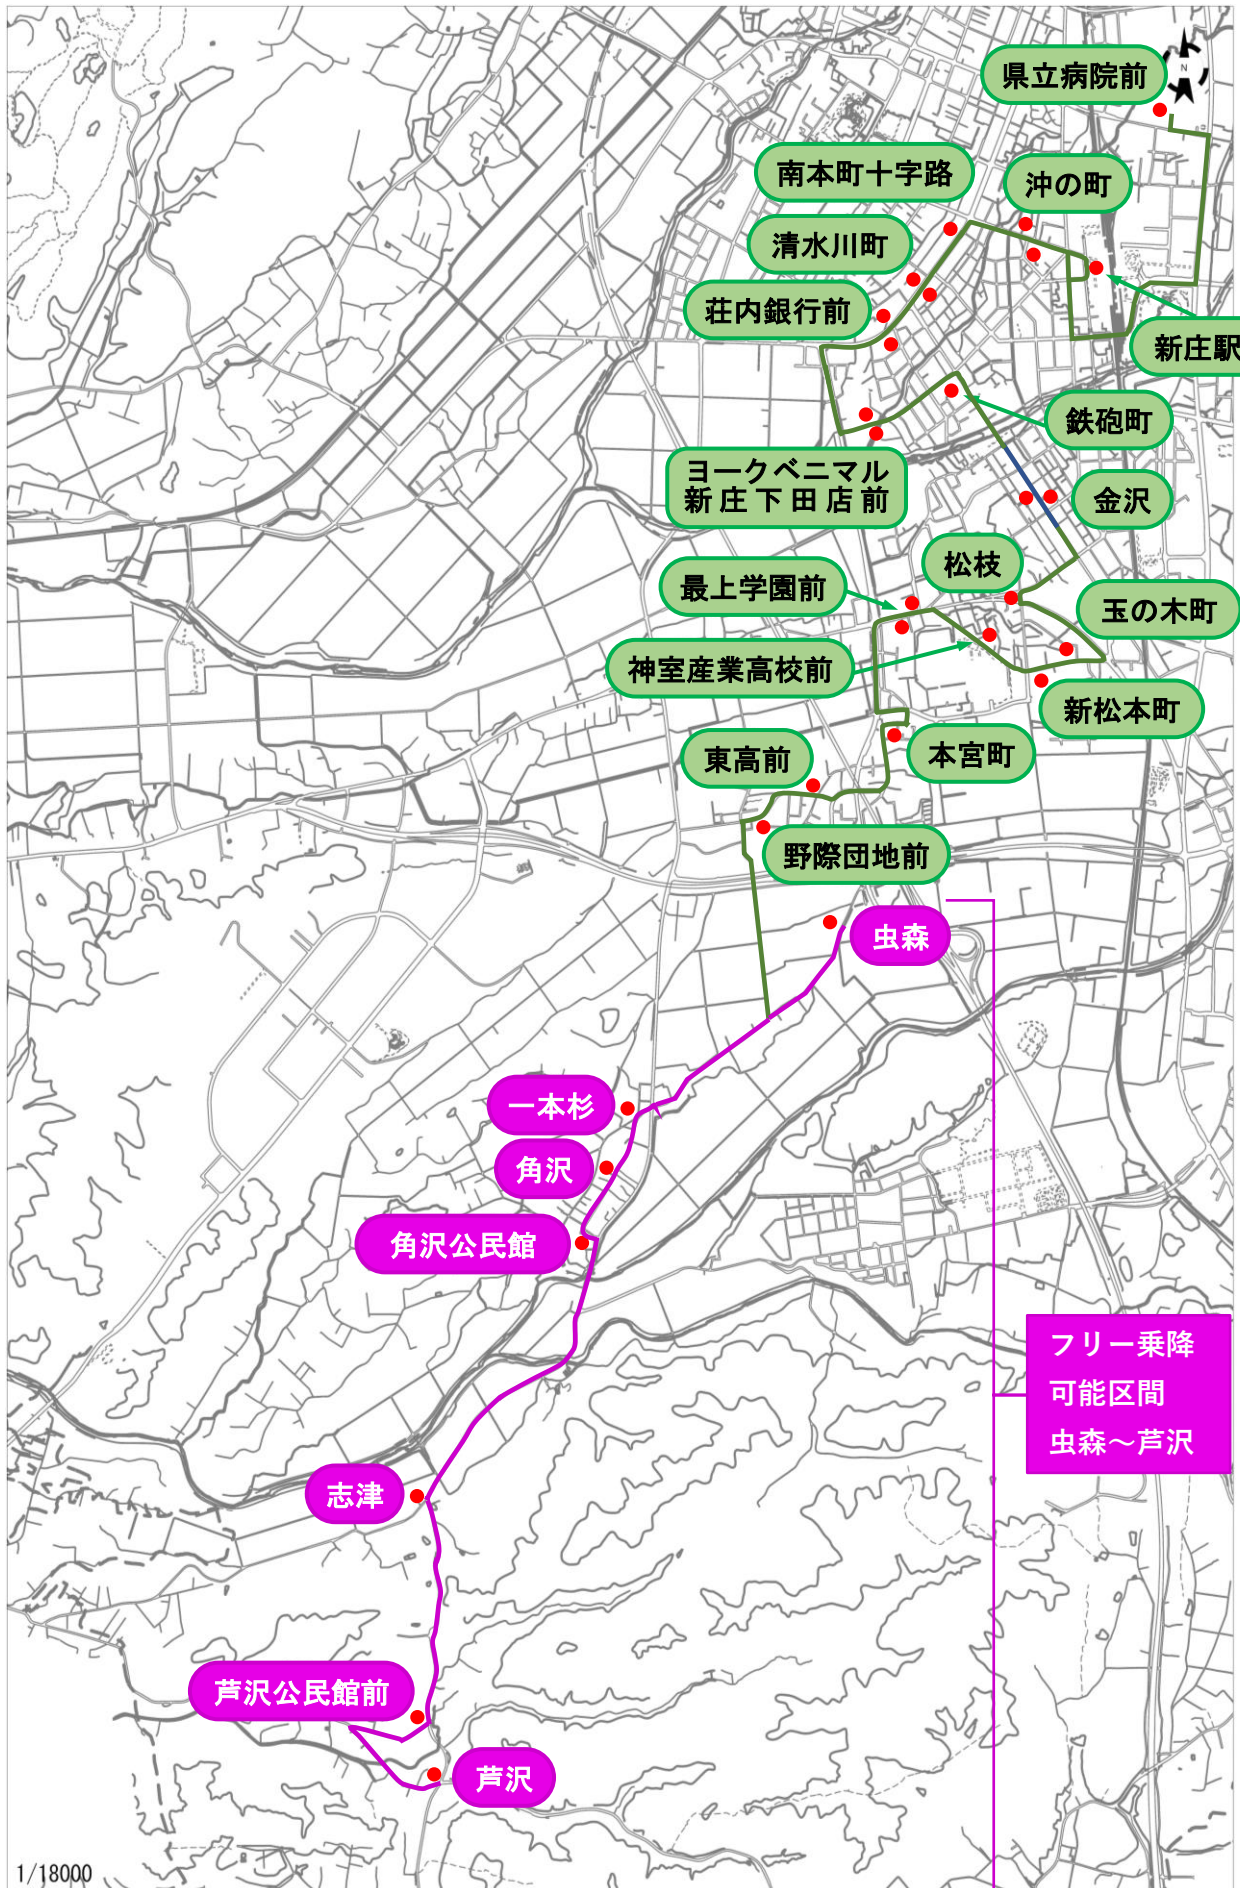 県立病院前
N
南本町十字路
沖の町
清水川町
荘内銀行前
新庄駅
鉄砲町
ヨークベニマル
新庄下田店前
金沢
松枝
最上学園前
玉の木町
神室産業高校前
新松本町
本宮町
東高前
野際団地前
虫森
一本杉
角沢
角沢公民館
フリー乗降
可能区間
虫森～芦沢
志津
芦沢公民館前
芦沢
1/18000